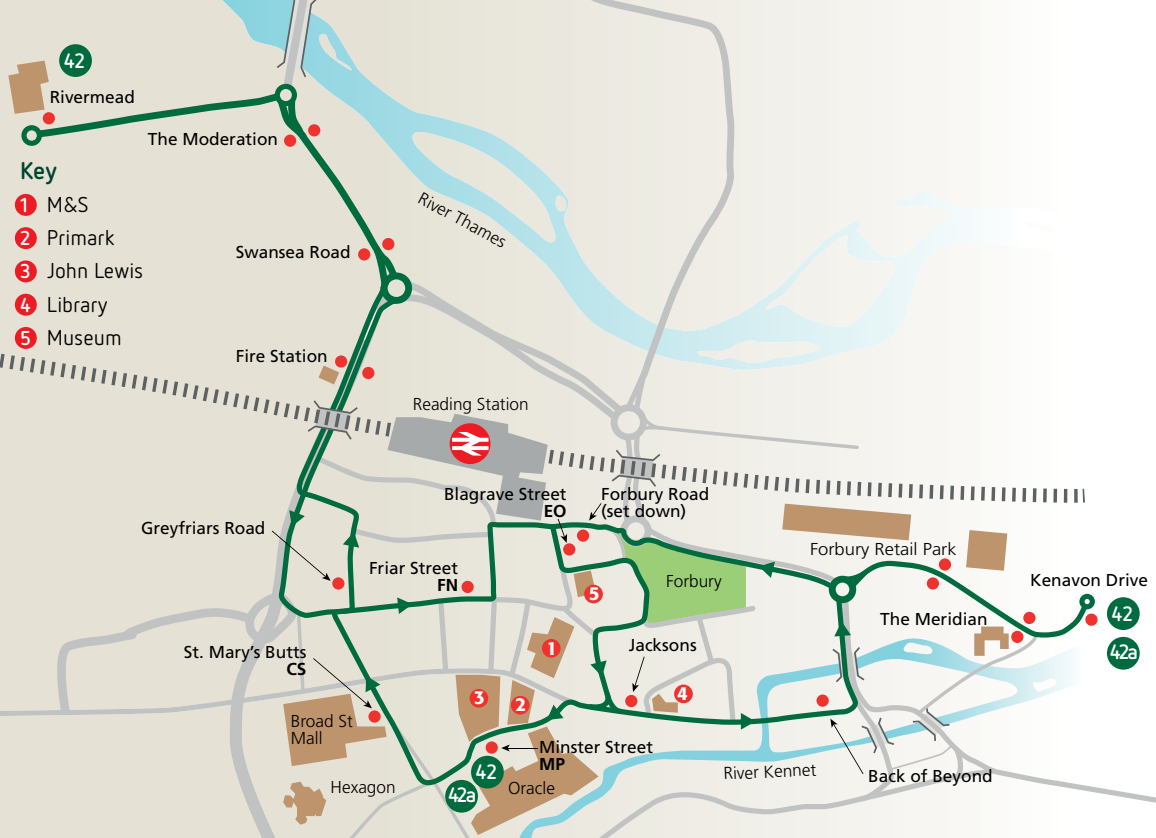 42
Rivermead
The Moderation
Key
1 M&S
2 Primark
3 John Lewis
4 Library
5 Museum
River Thames
Swansea Road
Fire Station
Reading Station
Blagrave Street
EO
Forbury Road
(set down)
Greyfriars Road
Friar Street
FN
5
Forbury
Forbury Retail Park
Kenavon Drive
42
42a
The Meridian
1
Jacksons
St. Mary's Butts
CS
3
2
4
Broad St
Mall
Minster Street
MP
42
42a
Hexagon
Oracle
River Kennet
Back of Beyond